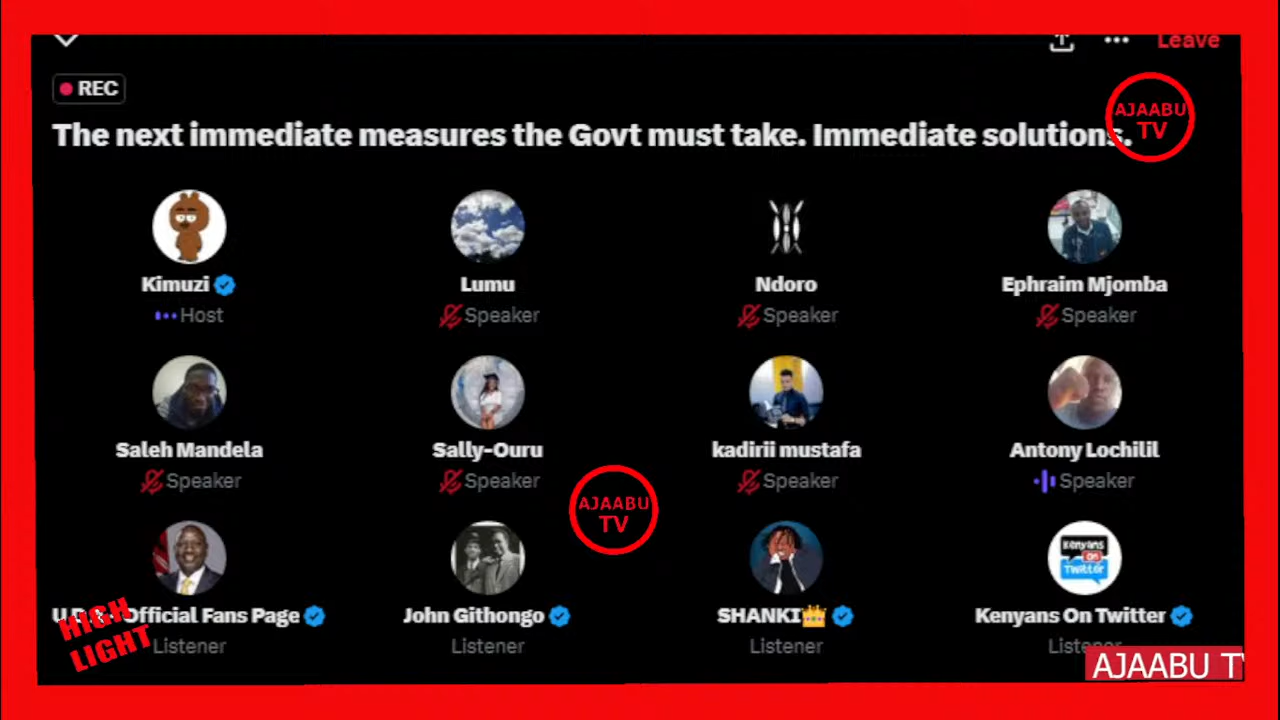 Leave
REC
AJAABU
TV
The next immediate measures the Govt must take. Immediate solutions.
Kimuzi
Host
Lumu
Speaker
Ndoro
Speaker
Ephraim Mjomba
Speaker
Saleh Mandela
Speaker
Sally-Ouru
Speaker
kadirii mustafa
Speaker
Antony Lochilil
Speaker
AJAABU
TV
Kenyans
on
Twitter
Official Fans Page
Listener
John Githongo
Listener
SHANKI👑
Listener
Kenyans On Twitter
HIGH
LIGHT
AJAABU